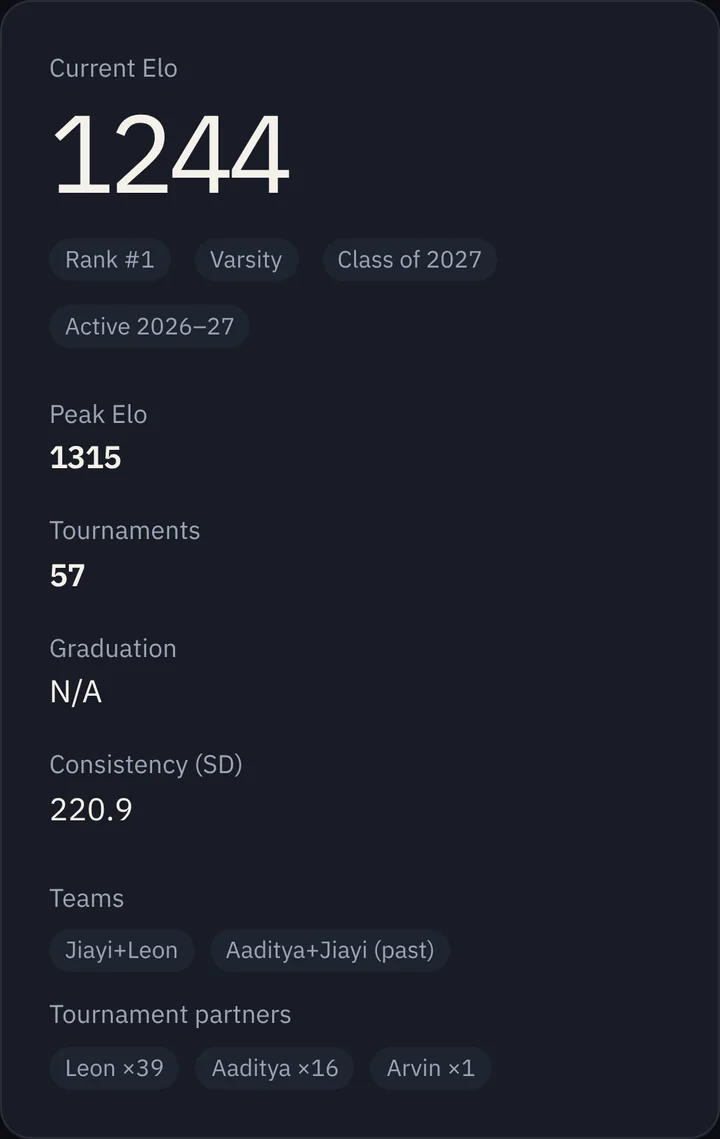 Current Elo
1244
Rank #1 Varsity Class of 2027
Active 2026–27
Peak Elo
1315
Tournaments
57
Graduation
N/A
Consistency (SD)
220.9
Teams
Jiayi+Leon Aaditya+Jiayi (past)
Tournament partners
Leon ×39 Aaditya ×16 Arvin ×1